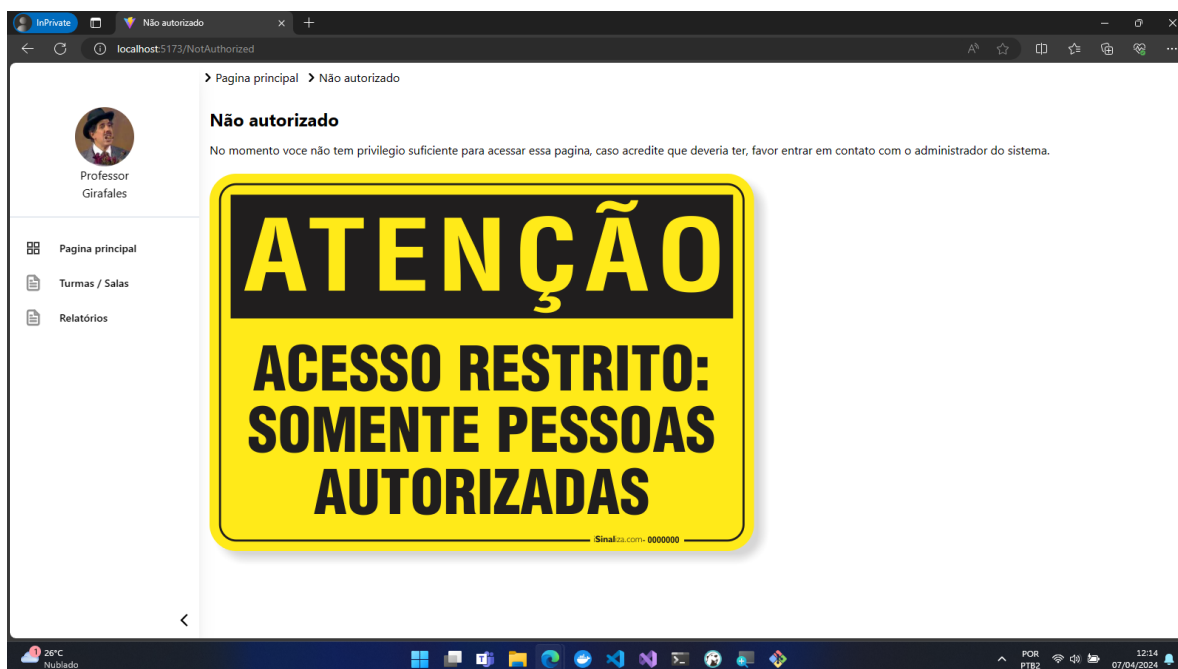 InPrivate
Não autorizado
localhost:5173/NotAuthorized
Pagina principal Não autorizado
Professor
Girafales
Pagina principal
Turmas / Salas
Relatórios
Não autorizado
No momento voce não tem privilegio suficiente para acessar essa pagina, caso acredite que deveria ter, favor entrar em contato com o administrador do sistema.
ATENÇÃO
ACESSO RESTRITO:
SOMENTE PESSOAS
AUTORIZADAS
iSinaliza.com- 0000000
1
26°C
Nublado
POR
PTB2
12:14
07/04/2024